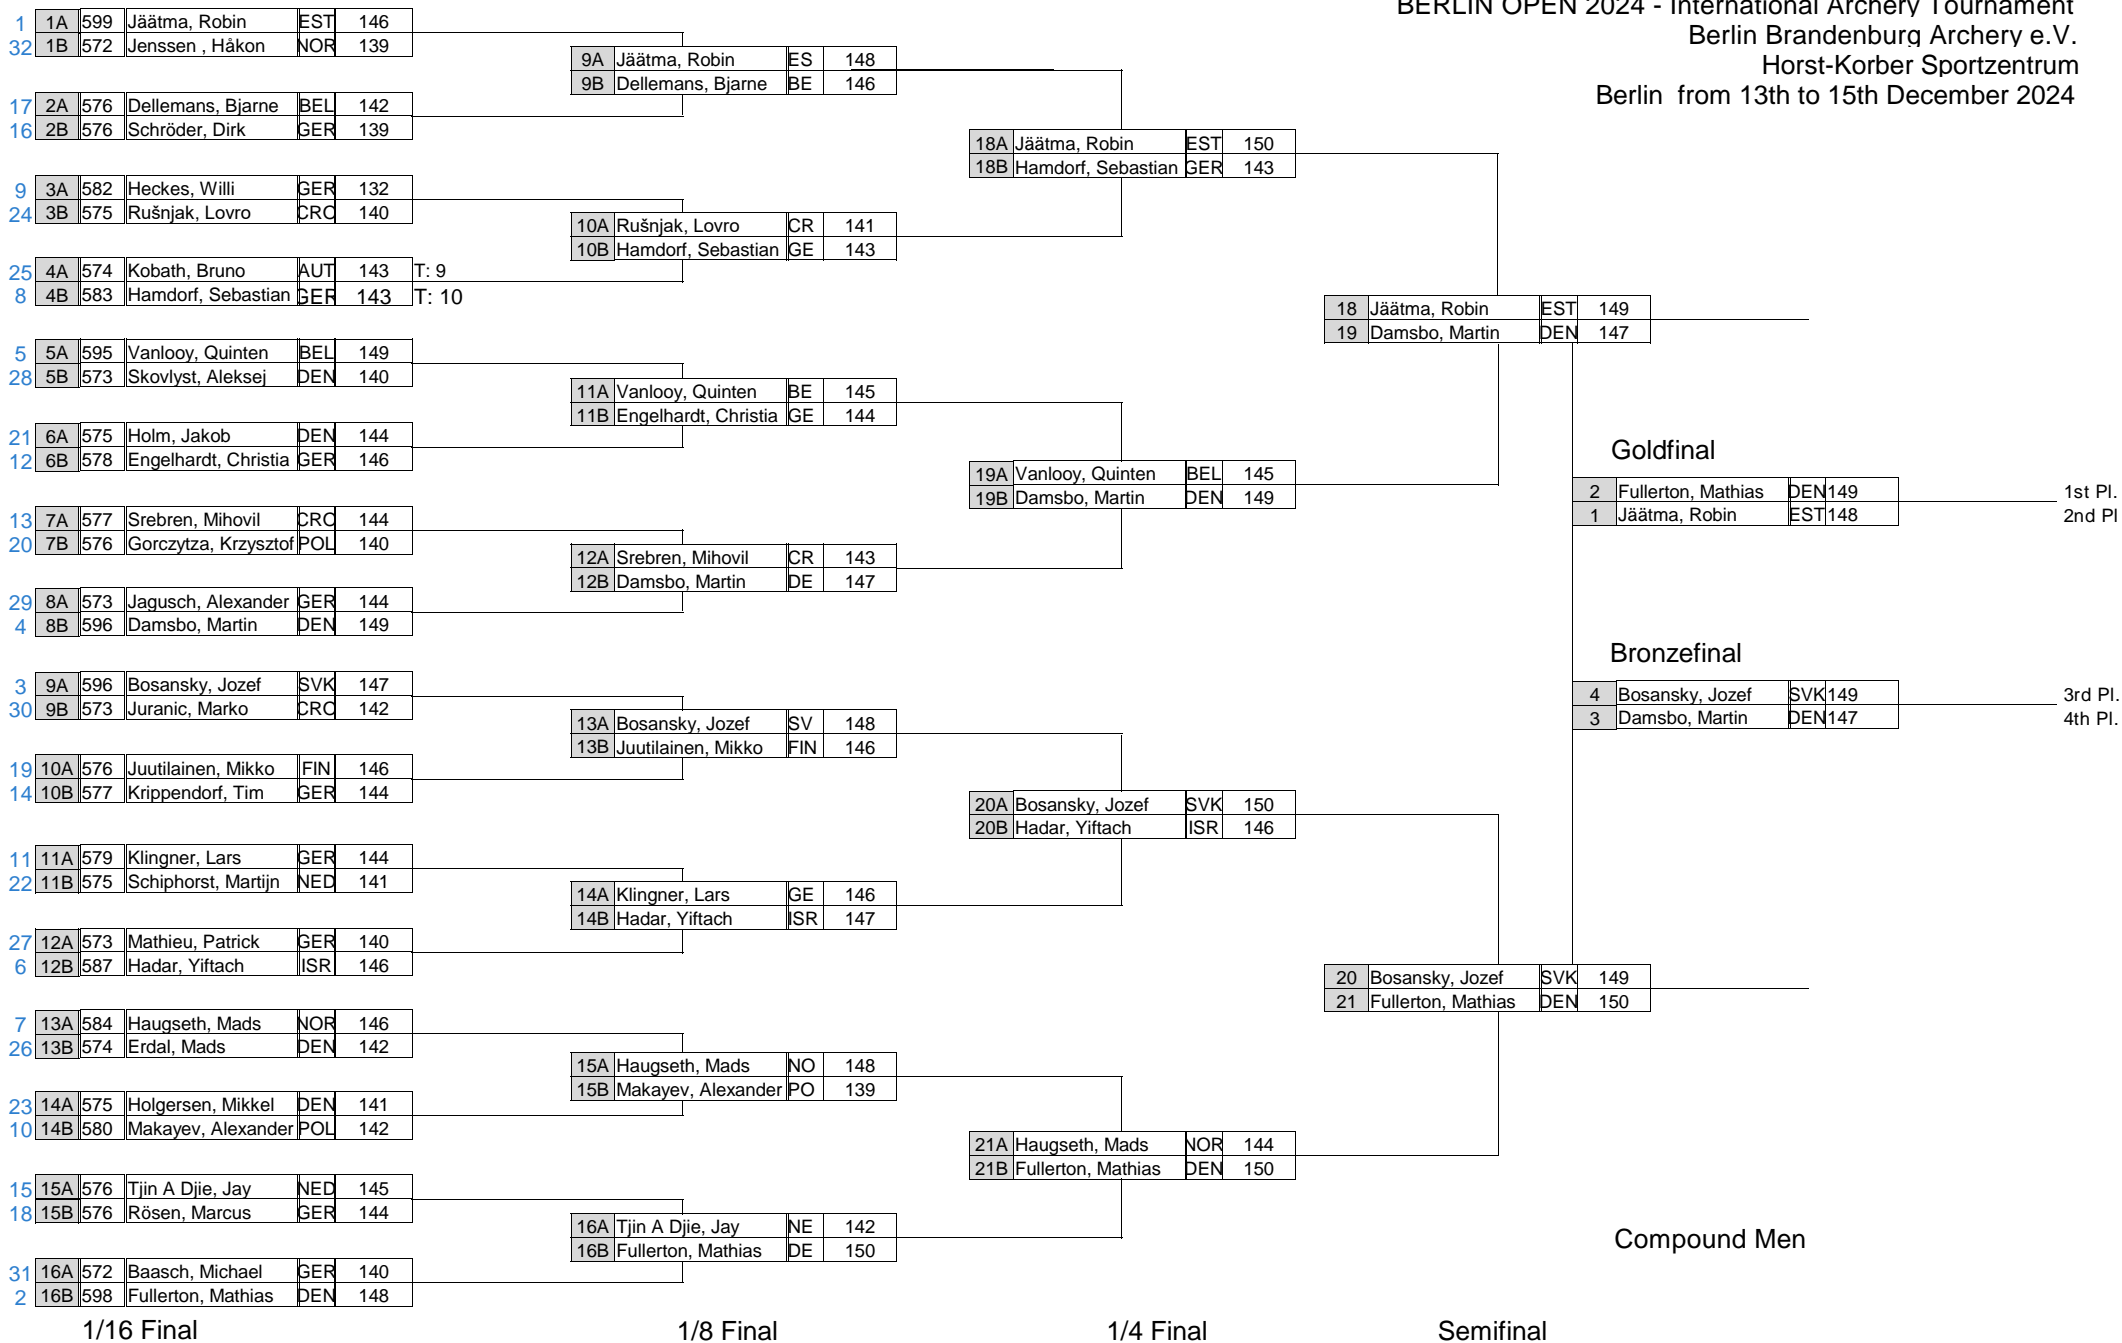 BERLIN OPEN 2024 - International Archery Tournament
Berlin Brandenburg Archery e.V.
Horst-Korber Sportzentrum
Berlin from 13th to 15th December 2024
1 1A 599 Jäätma, Robin EST 146
32 1B 572 Jenssen , Håkon NOR 139
17 2A 576 Dellemans, Bjarne BEL 142
16 2B 576 Schröder, Dirk GER 139
9 3A 582 Heckes, Willi GER 132
24 3B 575 Rušnjak, Lovro CRO 140
25 4A 574 Kobath, Bruno AUT 143 T: 9
8 4B 583 Hamdorf, Sebastian GER 143 T: 10
5 5A 595 Vanlooy, Quinten BEL 149
28 5B 573 Skovlyst, Aleksej DEN 140
21 6A 575 Holm, Jakob DEN 144
12 6B 578 Engelhardt, Christia GER 146
13 7A 577 Srebren, Mihovil CRO 144
20 7B 576 Gorczytza, Krzysztof POL 140
29 8A 573 Jagusch, Alexander GER 144
4 8B 596 Damsbo, Martin DEN 149
3 9A 596 Bosansky, Jozef SVK 147
30 9B 573 Juranic, Marko CRO 142
19 10A 576 Juutilainen, Mikko FIN 146
14 10B 577 Krippendorf, Tim GER 144
11 11A 579 Klingner, Lars GER 144
22 11B 575 Schiphorst, Martijn NED 141
27 12A 573 Mathieu, Patrick GER 140
6 12B 587 Hadar, Yiftach ISR 146
7 13A 584 Haugseth, Mads NOR 146
26 13B 574 Erdal, Mads DEN 142
23 14A 575 Holgersen, Mikkel DEN 141
10 14B 580 Makayev, Alexander POL 142
15 15A 576 Tjin A Djie, Jay NED 145
18 15B 576 Rösen, Marcus GER 144
31 16A 572 Baasch, Michael GER 140
2 16B 598 Fullerton, Mathias DEN 148
1/16 Final
9A Jäätma, Robin ES 148
9B Dellemans, Bjarne BE 146
10A Rušnjak, Lovro CR 141
10B Hamdorf, Sebastian GE 143
11A Vanlooy, Quinten BE 145
11B Engelhardt, Christia GE 144
12A Srebren, Mihovil CR 143
12B Damsbo, Martin DE 147
13A Bosansky, Jozef SV 148
13B Juutilainen, Mikko FIN 146
14A Klingner, Lars GE 146
14B Hadar, Yiftach ISR 147
15A Haugseth, Mads NO 148
15B Makayev, Alexander PO 139
16A Tjin A Djie, Jay NE 142
16B Fullerton, Mathias DE 150
1/8 Final
18A Jäätma, Robin EST 150
18B Hamdorf, Sebastian GER 143
19A Vanlooy, Quinten BEL 145
19B Damsbo, Martin DEN 149
20A Bosansky, Jozef SVK 150
20B Hadar, Yiftach ISR 146
21A Haugseth, Mads NOR 144
21B Fullerton, Mathias DEN 150
1/4 Final
18 Jäätma, Robin EST 149
19 Damsbo, Martin DEN 147
20 Bosansky, Jozef SVK 149
21 Fullerton, Mathias DEN 150
Semifinal
Goldfinal
2 Fullerton, Mathias DEN 149 1st Pl.
1 Jäätma, Robin EST 148 2nd Pl
Bronzefinal
4 Bosansky, Jozef SVK 149 3rd Pl.
3 Damsbo, Martin DEN 147 4th Pl.
Compound Men